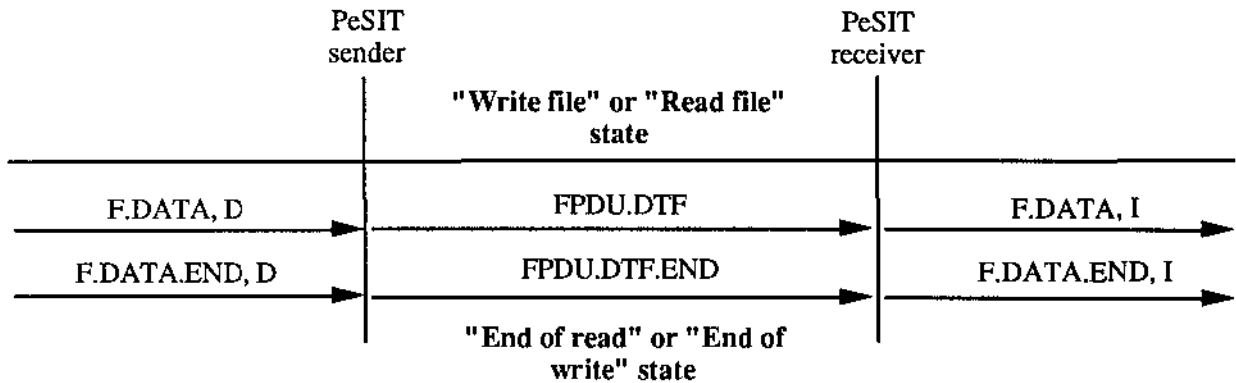 PeSIT
sender
PeSIT
receiver
"Write file" or "Read file"
state
F.DATA, D
FPDU.DTF
F.DATA, I
F.DATA.END, D
FPDU.DTF.END
F.DATA.END, I
"End of read" or "End of
write" state